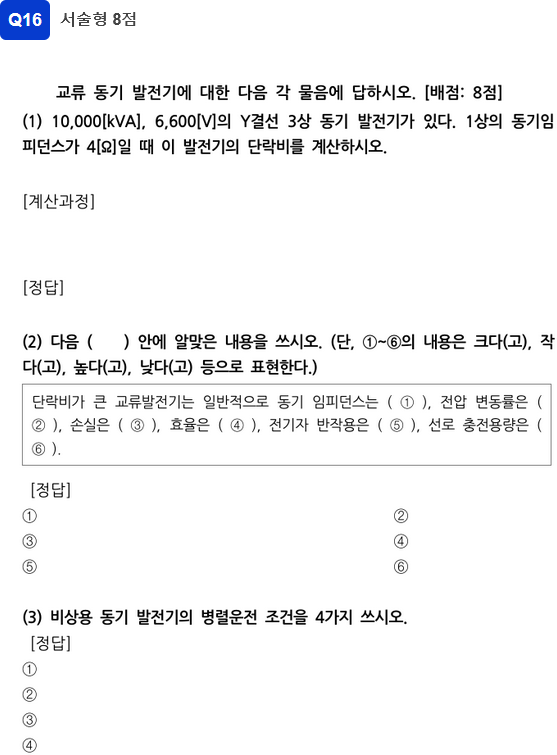 Q16 서술형 8점
교류 동기 발전기에 대한 다음 각 물음에 답하시오. [배점: 8점]
(1) 10,000[kVA], 6,600[V]의 Y결선 3상 동기 발전기가 있다. 1상의 동기임
피던스가 4[Ω]일 때 이 발전기의 단락비를 계산하시오.
[계산과정]
[정답]
(2) 다음 (    ) 안에 알맞은 내용을 쓰시오. (단, ①~⑥의 내용은 크다(고), 작
다(고), 높다(고), 낮다(고) 등으로 표현한다.)
단락비가 큰 교류발전기는 일반적으로 동기 임피던스는 ( ① ), 전압 변동률은 (
② ), 손실은 ( ③ ), 효율은 ( ④ ), 전기자 반작용은 ( ⑤ ), 선로 충전용량은 (
⑥ ).
[정답]
① ②
③ ④
⑤ ⑥
(3) 비상용 동기 발전기의 병렬운전 조건을 4가지 쓰시오.
[정답]
①
②
③
④